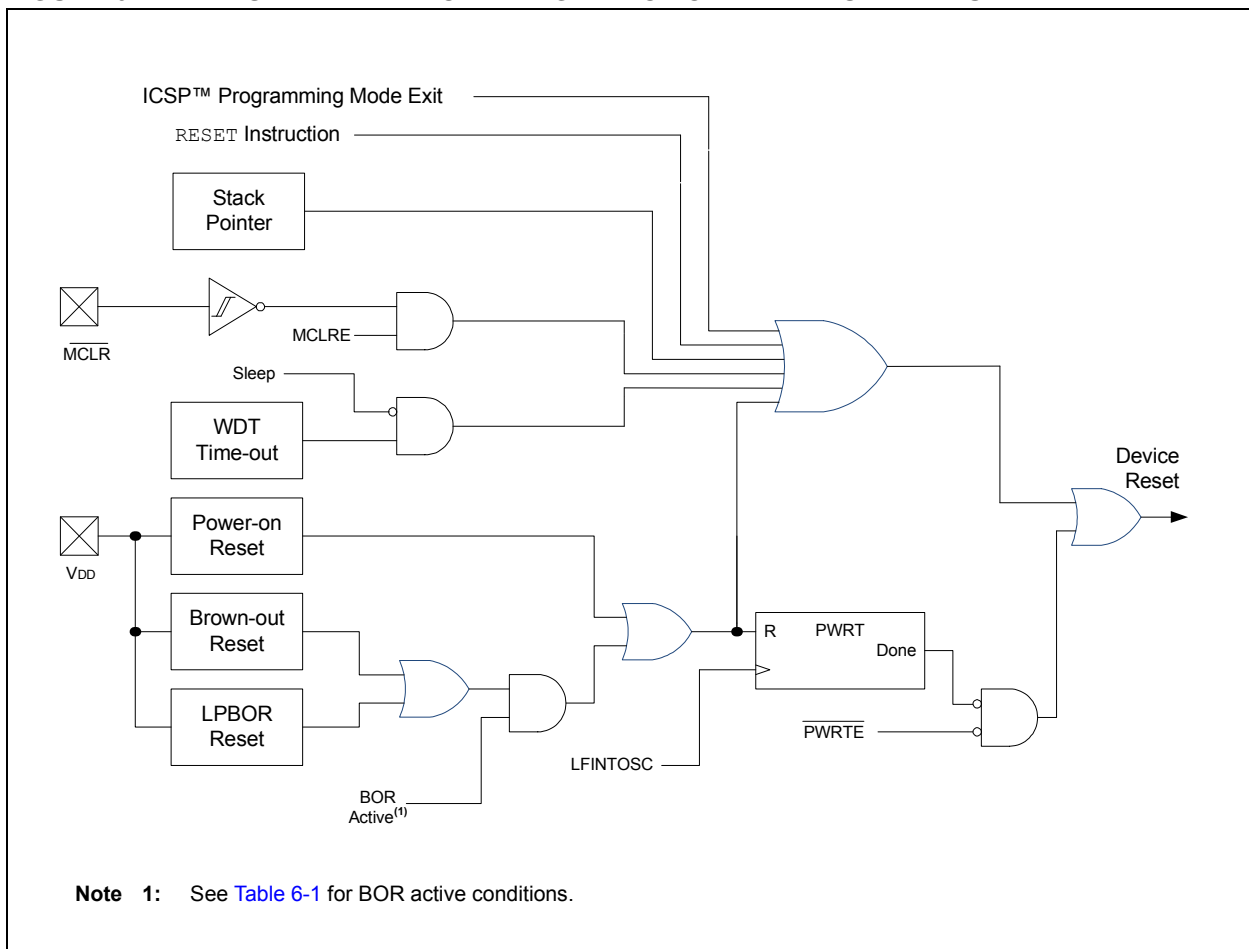 ICSP™ Programming Mode Exit
RESET Instruction
Stack
Pointer
MCLR
MCLRE
Sleep
WDT
Time-out
Device
Reset
VDD
Power-on
Reset
Brown-out
Reset
R PWRT
Done
LPBOR
Reset
PWRTE
LFINTOSC
BOR
Active(1)
Note 1: See Table 6-1 for BOR active conditions.